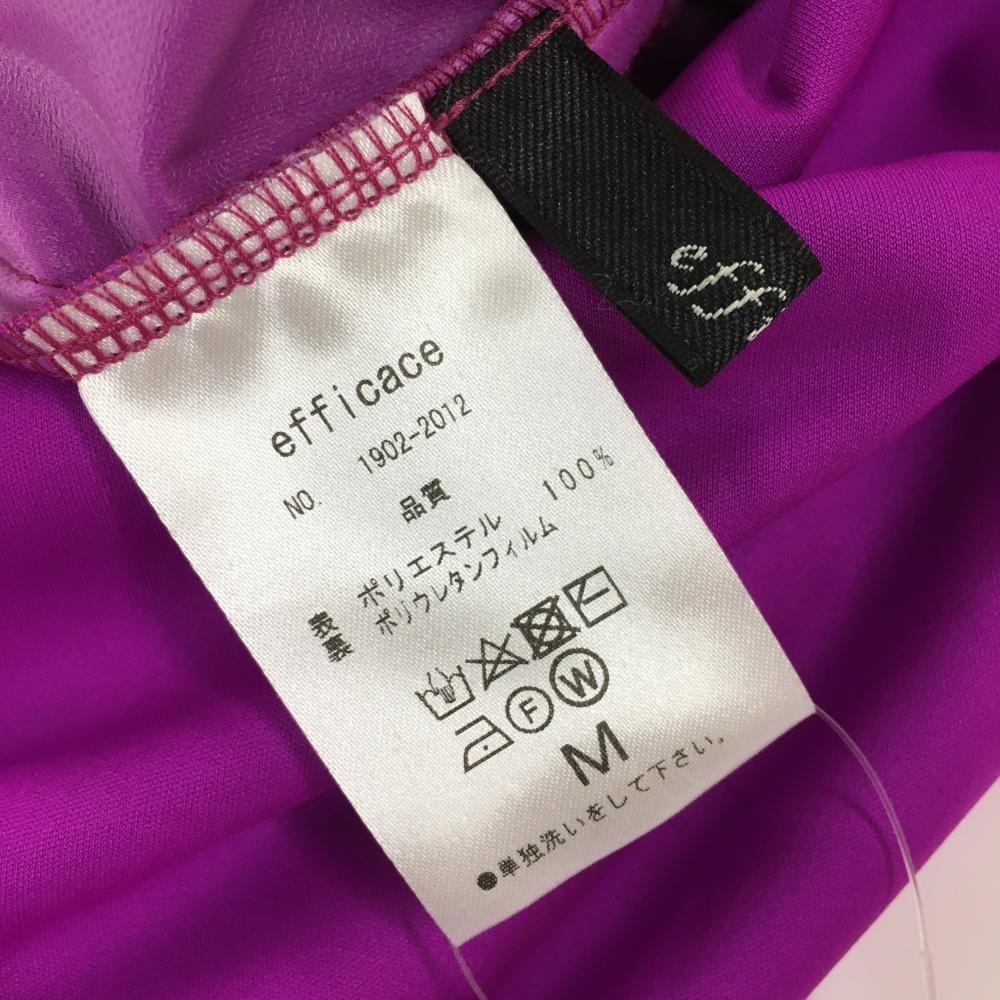 eff
efficace
NO. 1902-2012
品質
表 ポリエステル 100%
裏 ポリウレタンフィルム
F W
M
●単独洗いをして下さい。